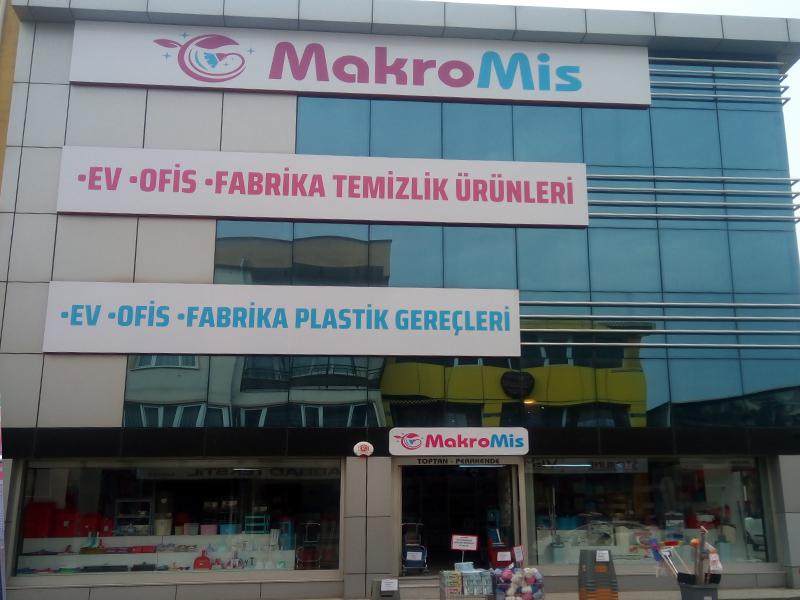 MakroMis
•EV •OFİS •FABRİKA TEMİZLİK ÜRÜNLERİ
•EV •OFİS •FABRİKA PLASTİK GEREÇLERİ
MakroMis
TOPTAN - PERAKENDE